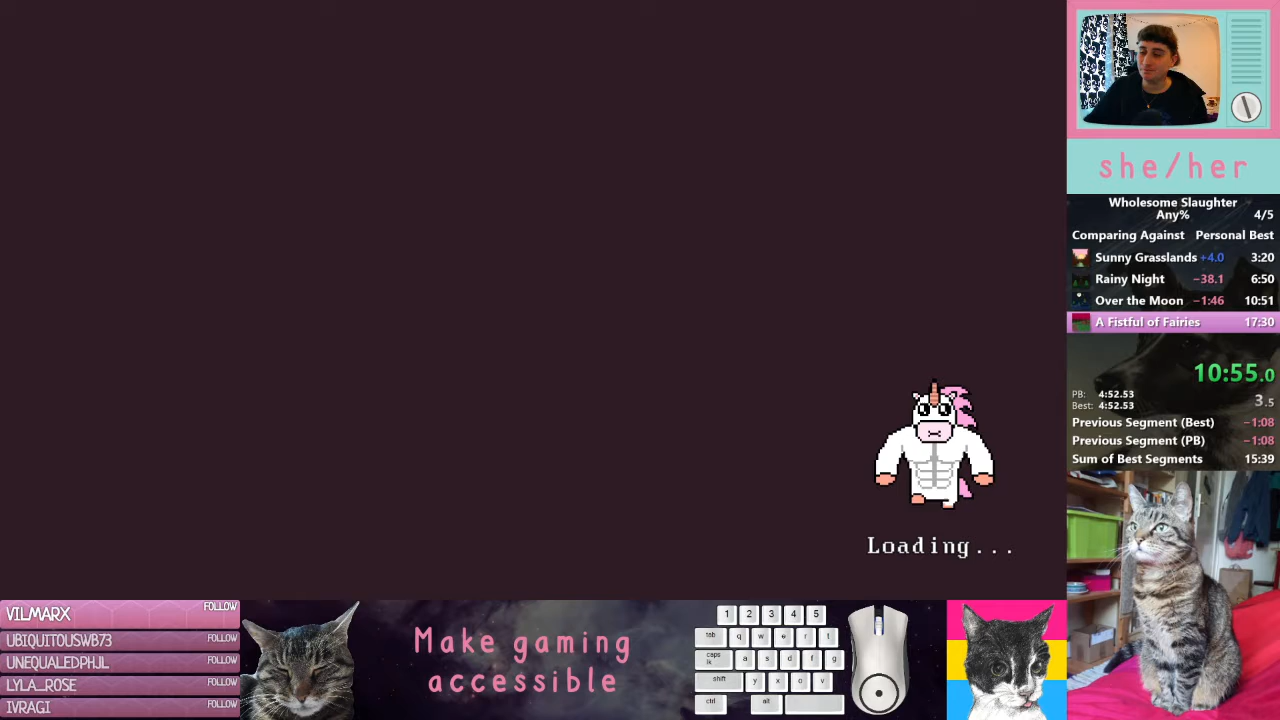 she/her
Wholesome Slaughter
Any% 4/5
Comparing Against Personal Best
Sunny Grasslands +4.0 3:20
Rainy Night −38.1 6:50
Over the Moon −1:46 10:51
A Fistful of Fairies 17:30
10:55.0
PB: 4:52.53
Best: 4:52.53
3.5
Previous Segment (Best) −1:08
Previous Segment (PB) −1:08
Sum of Best Segments 15:39
Loading...
VILMARX FOLLOW
UBIQUITOUSWB73 FOLLOW
UNEQUALEDPHJL FOLLOW
LYLA_ROSE FOLLOW
IVRAGI FOLLOW
Make gaming
accessible
1 2 3 4 5
tab q w e r t
caps lk a s d f g
shift y x c v
ctrl alt